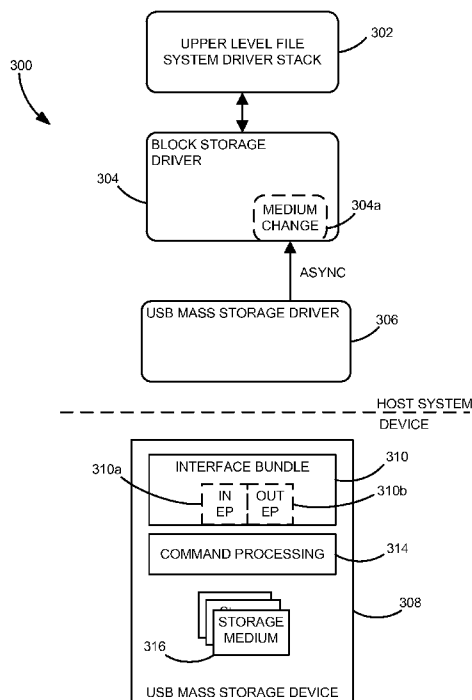 UPPER LEVEL FILE
SYSTEM DRIVER STACK
302
300
BLOCK STORAGE
DRIVER
304
MEDIUM
CHANGE
304a
ASYNC
USB MASS STORAGE DRIVER
306
HOST SYSTEM
DEVICE
INTERFACE BUNDLE
310
310a
IN
EP
OUT
EP
310b
COMMAND PROCESSING
314
308
STORAGE
MEDIUM
316
USB MASS STORAGE DEVICE